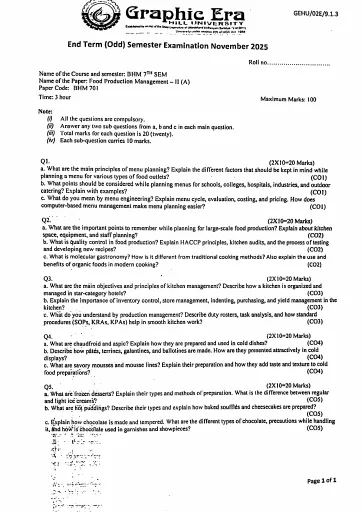 GEHU/02E/9.1.3
Graphic Era
HILL UNIVERSITY
End Term (Odd) Semester Examination November 2025
Roll no..............................
Name of the Course and semester: BHM 7TH SEM
Name of the Paper: Food Production Management – II (A)
Paper Code: BHM 701
Time: 3 hour
Maximum Marks: 100
Note:
(i) All the questions are compulsory.
(ii) Answer any two sub questions from a, b and c in each main question.
(iii) Total marks for each question is 20 (twenty).
(iv) Each sub-question carries 10 marks.
Q1.
(2X10=20 Marks)
a. What are the main principles of menu planning? Explain the different factors that should be kept in mind while
planning a menu for various types of food outlets?
(CO1)
b. What points should be considered while planning menus for schools, colleges, hospitals, industries, and outdoor
catering? Explain with examples?
(CO1)
c. What do you mean by menu engineering? Explain menu cycle, evaluation, costing, and pricing. How does
computer-based menu management make menu planning easier?
(CO1)
Q2.
(2X10=20 Marks)
a. What are the important points to remember while planning for large-scale food production? Explain about kitchen
space, equipment, and staff planning?
(CO2)
b. What is quality control in food production? Explain HACCP principles, kitchen audits, and the process of testing
and developing new recipes?
(CO2)
c. What is molecular gastronomy? How is it different from traditional cooking methods? Also explain the use and
benefits of organic foods in modern cooking?
(CO2)
Q3.
(2X10=20 Marks)
a. What are the main objectives and principles of kitchen management? Describe how a kitchen is organized and
managed in star-category hotels?
(CO3)
b. Explain the importance of inventory control, store management, indenting, purchasing, and yield management in the
kitchen?
(CO3)
c. What do you understand by production management? Describe duty rosters, task analysis, and how standard
procedures (SOPs, KRAs, KPAs) help in smooth kitchen work?
(CO3)
Q4.
(2X10=20 Marks)
a. What are chaudfroid and aspic? Explain how they are prepared and used in cold dishes?
(CO4)
b. Describe how pâtés, terrines, galantines, and ballotines are made. How are they presented attractively in cold
displays?
(CO4)
c. What are savory mousses and mousse lines? Explain their preparation and how they add taste and texture to cold
food preparations?
(CO4)
Q5.
(2X10=20 Marks)
a. What are frozen desserts? Explain their types and methods of preparation. What is the difference between regular
and light ice creams?
(CO5)
b. What are hot puddings? Describe their types and explain how baked soufflés and cheesecakes are prepared?
(CO5)
c. Explain how chocolate is made and tempered. What are the different types of chocolate, precautions while handling
it, and how is chocolate used in garnishes and showpieces?
(CO5)
Page 1 of 1